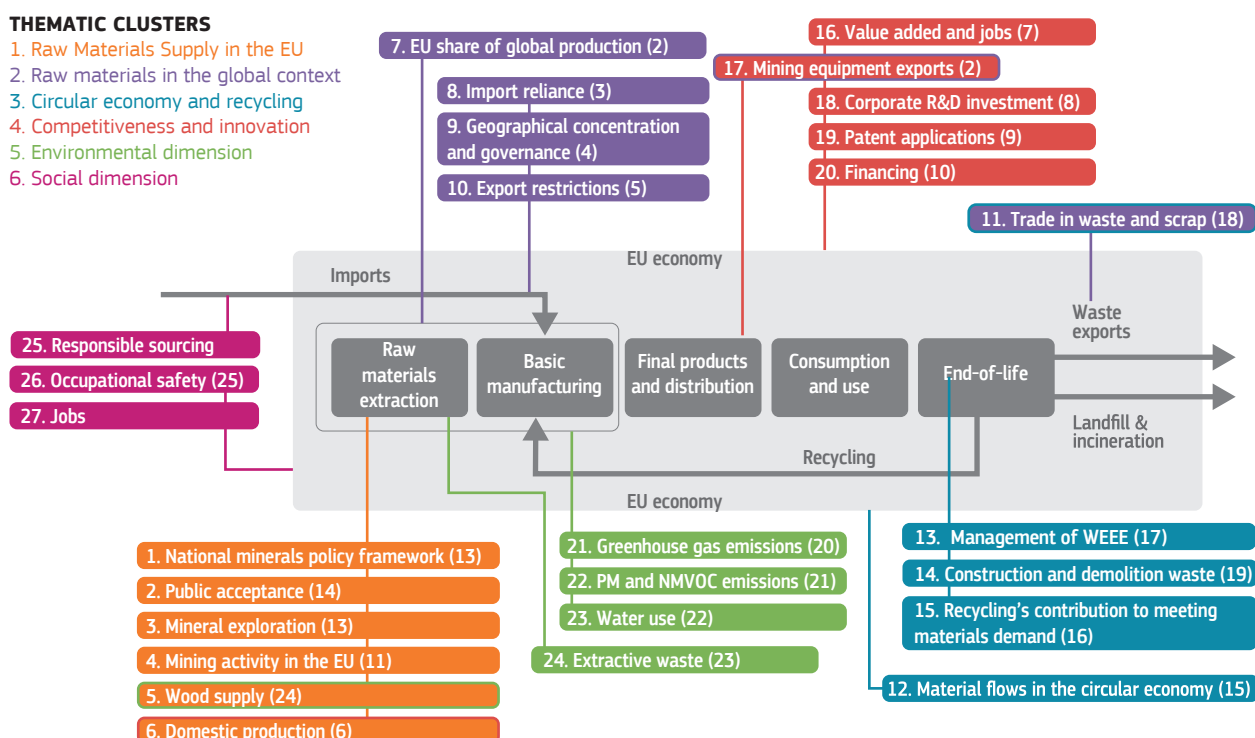 THEMATIC CLUSTERS
1. Raw Materials Supply in the EU
2. Raw materials in the global context
3. Circular economy and recycling
4. Competitiveness and innovation
5. Environmental dimension
6. Social dimension
7. EU share of global production (2)
8. Import reliance (3)
9. Geographical concentration
and governance (4)
10. Export restrictions (5)
16. Value added and jobs (7)
17. Mining equipment exports (2)
18. Corporate R&D investment (8)
19. Patent applications (9)
20. Financing (10)
11. Trade in waste and scrap (18)
EU economy
Imports
Waste
exports
25. Responsible sourcing
26. Occupational safety (25)
27. Jobs
Raw
materials
extraction
Basic
manufacturing
Final products
and distribution
Consumption
and use
End-of-life
Landfill &
incineration
Recycling
EU economy
1. National minerals policy framework (13)
2. Public acceptance (14)
3. Mineral exploration (13)
4. Mining activity in the EU (11)
5. Wood supply (24)
6. Domestic production (6)
21. Greenhouse gas emissions (20)
22. PM and NMVOC emissions (21)
23. Water use (22)
24. Extractive waste (23)
13. Management of WEEE (17)
14. Construction and demolition waste (19)
15. Recycling's contribution to meeting
materials demand (16)
12. Material flows in the circular economy (15)